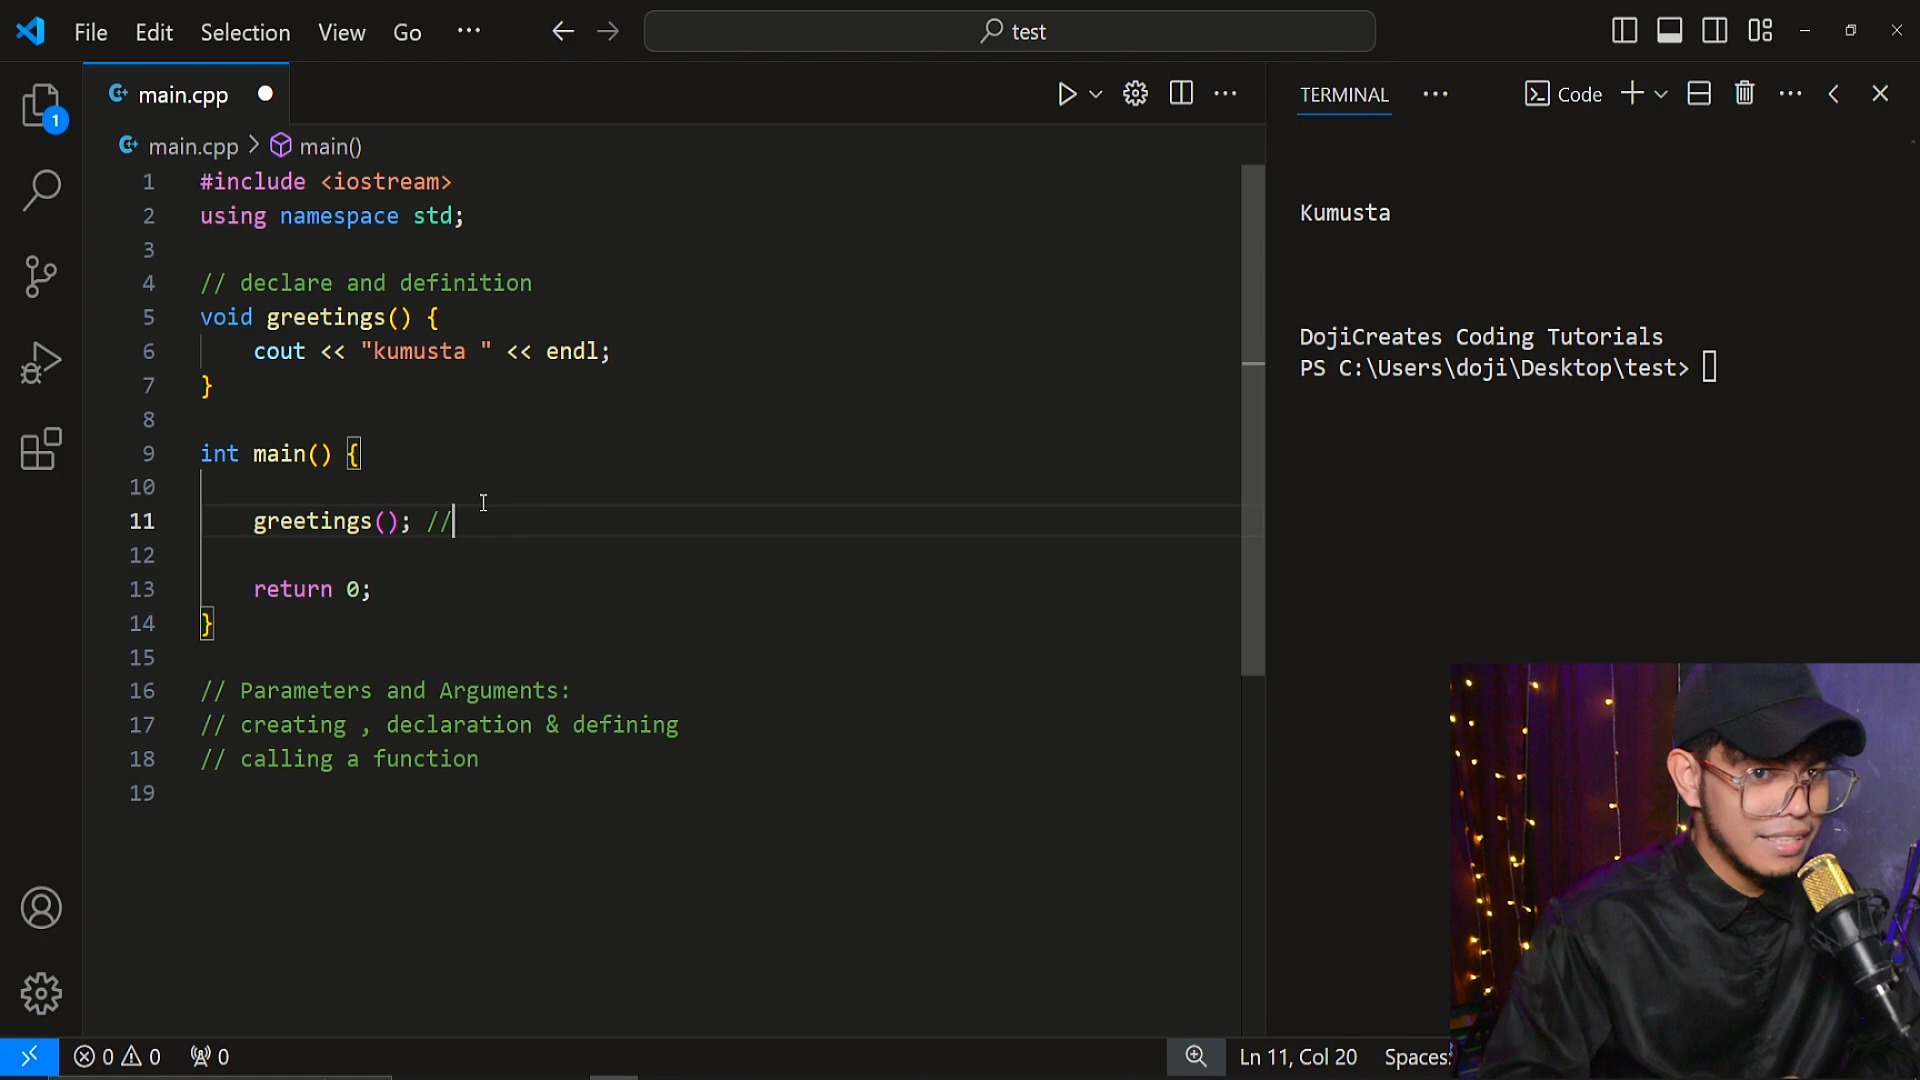 File Edit Selection View Go ··· test
main.cpp
TERMINAL ··· Code
main.cpp > main()
1 #include <iostream>
2 using namespace std;
3
4 // declare and definition
5 void greetings() {
6 cout << "kumusta " << endl;
7 }
8
9 int main() {
10
11 greetings(); //
12
13 return 0;
14 }
15
16 // Parameters and Arguments:
17 // creating , declaration & defining
18 // calling a function
19
Kumusta
DojiCreates Coding Tutorials
PS C:\Users\doji\Desktop\test>
1
0 0 0 Ln 11, Col 20 Spaces: